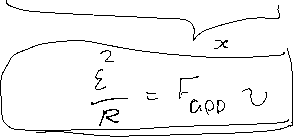 x
ε²/R = F_app v